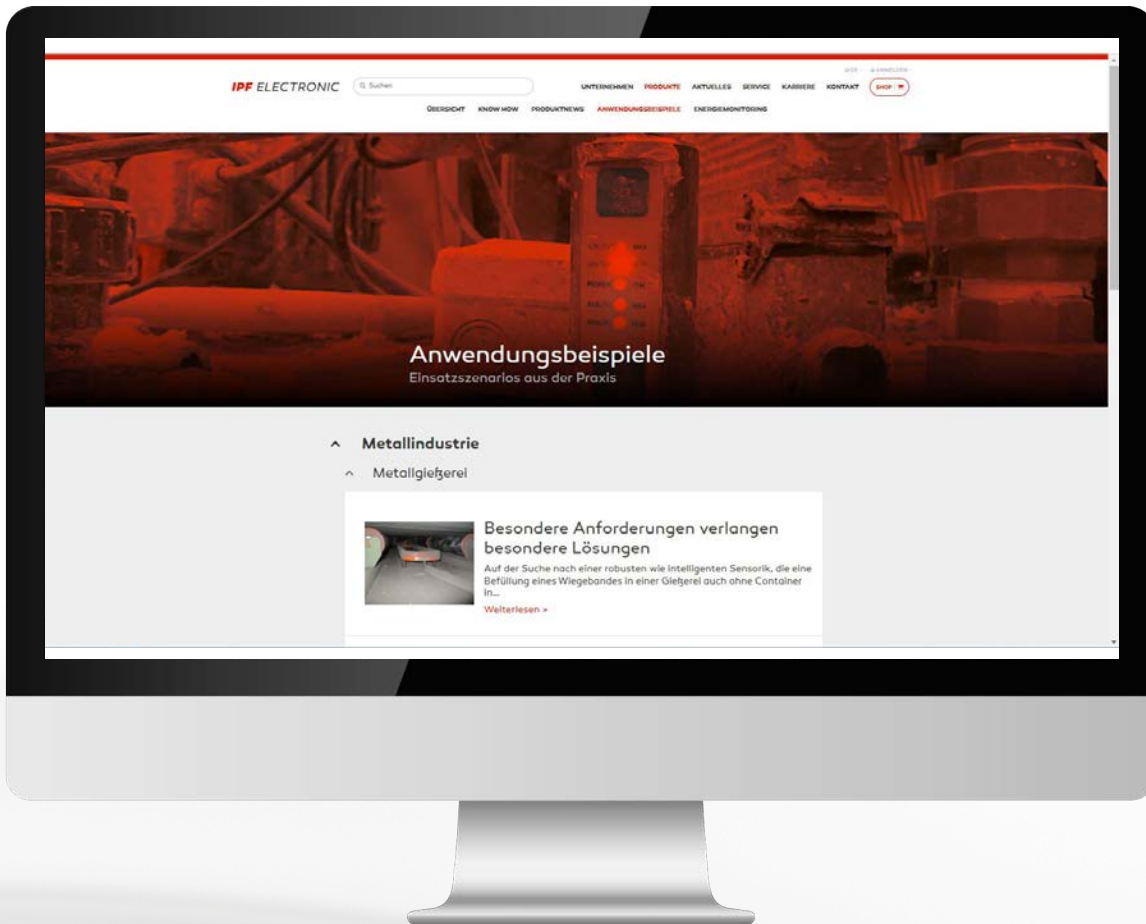 IPF ELECTRONIC
Suchen
DE
ANMELDEN
UNTERNEHMEN PRODUKTE AKTUELLES SERVICE KARRIERE KONTAKT SHOP
ÜBERSICHT KNOW HOW PRODUKTNEWS ANWENDUNGSBEISPIELE ENERGIEMONITORING
Anwendungsbeispiele
Einsatzszenarios aus der Praxis
Metallindustrie
Metallgießerei
Besondere Anforderungen verlangen
besondere Lösungen
Auf der Suche nach einer robusten wie intelligenten Sensorik, die eine
Befüllung eines Wiegebandes in einer Gießerei auch ohne Container
in...
Weiterlesen >